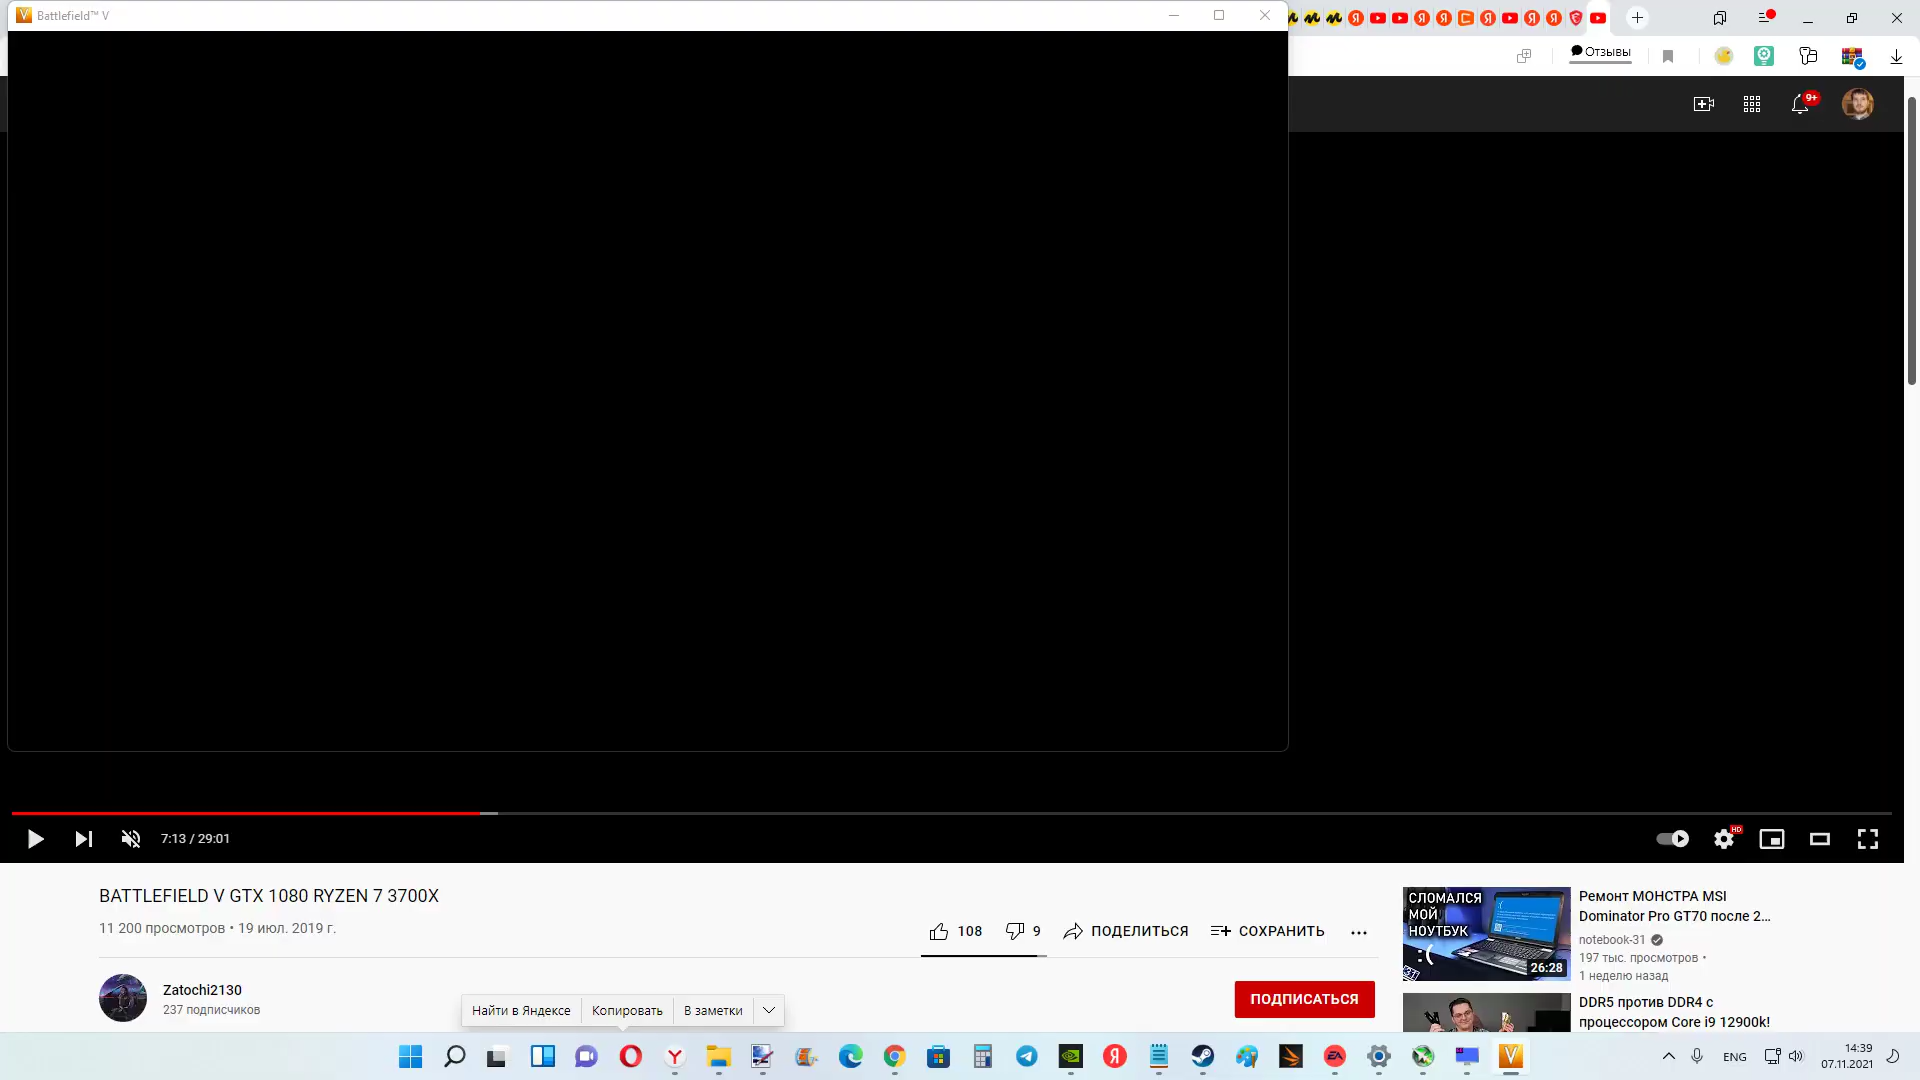 Battlefield™ V
Отзывы
9+
7:13 / 29:01
HD
BATTLEFIELD V GTX 1080 RYZEN 7 3700X
11 200 просмотров • 19 июл. 2019 г.
108
9
ПОДЕЛИТЬСЯ
СОХРАНИТЬ
Zatochi2130
237 подписчиков
ПОДПИСАТЬСЯ
Найти в Яндексе
Копировать
В заметки
СЛОМАЛСЯ
МОЙ
НОУТБУК
:(
31
26:28
Ремонт МОНСТРА MSI
Dominator Pro GT70 после 2...
notebook-31
197 тыс. просмотров •
1 неделю назад
DDR5 против DDR4 с
процессором Core i9 12900k!
ENG
14:39
07.11.2021